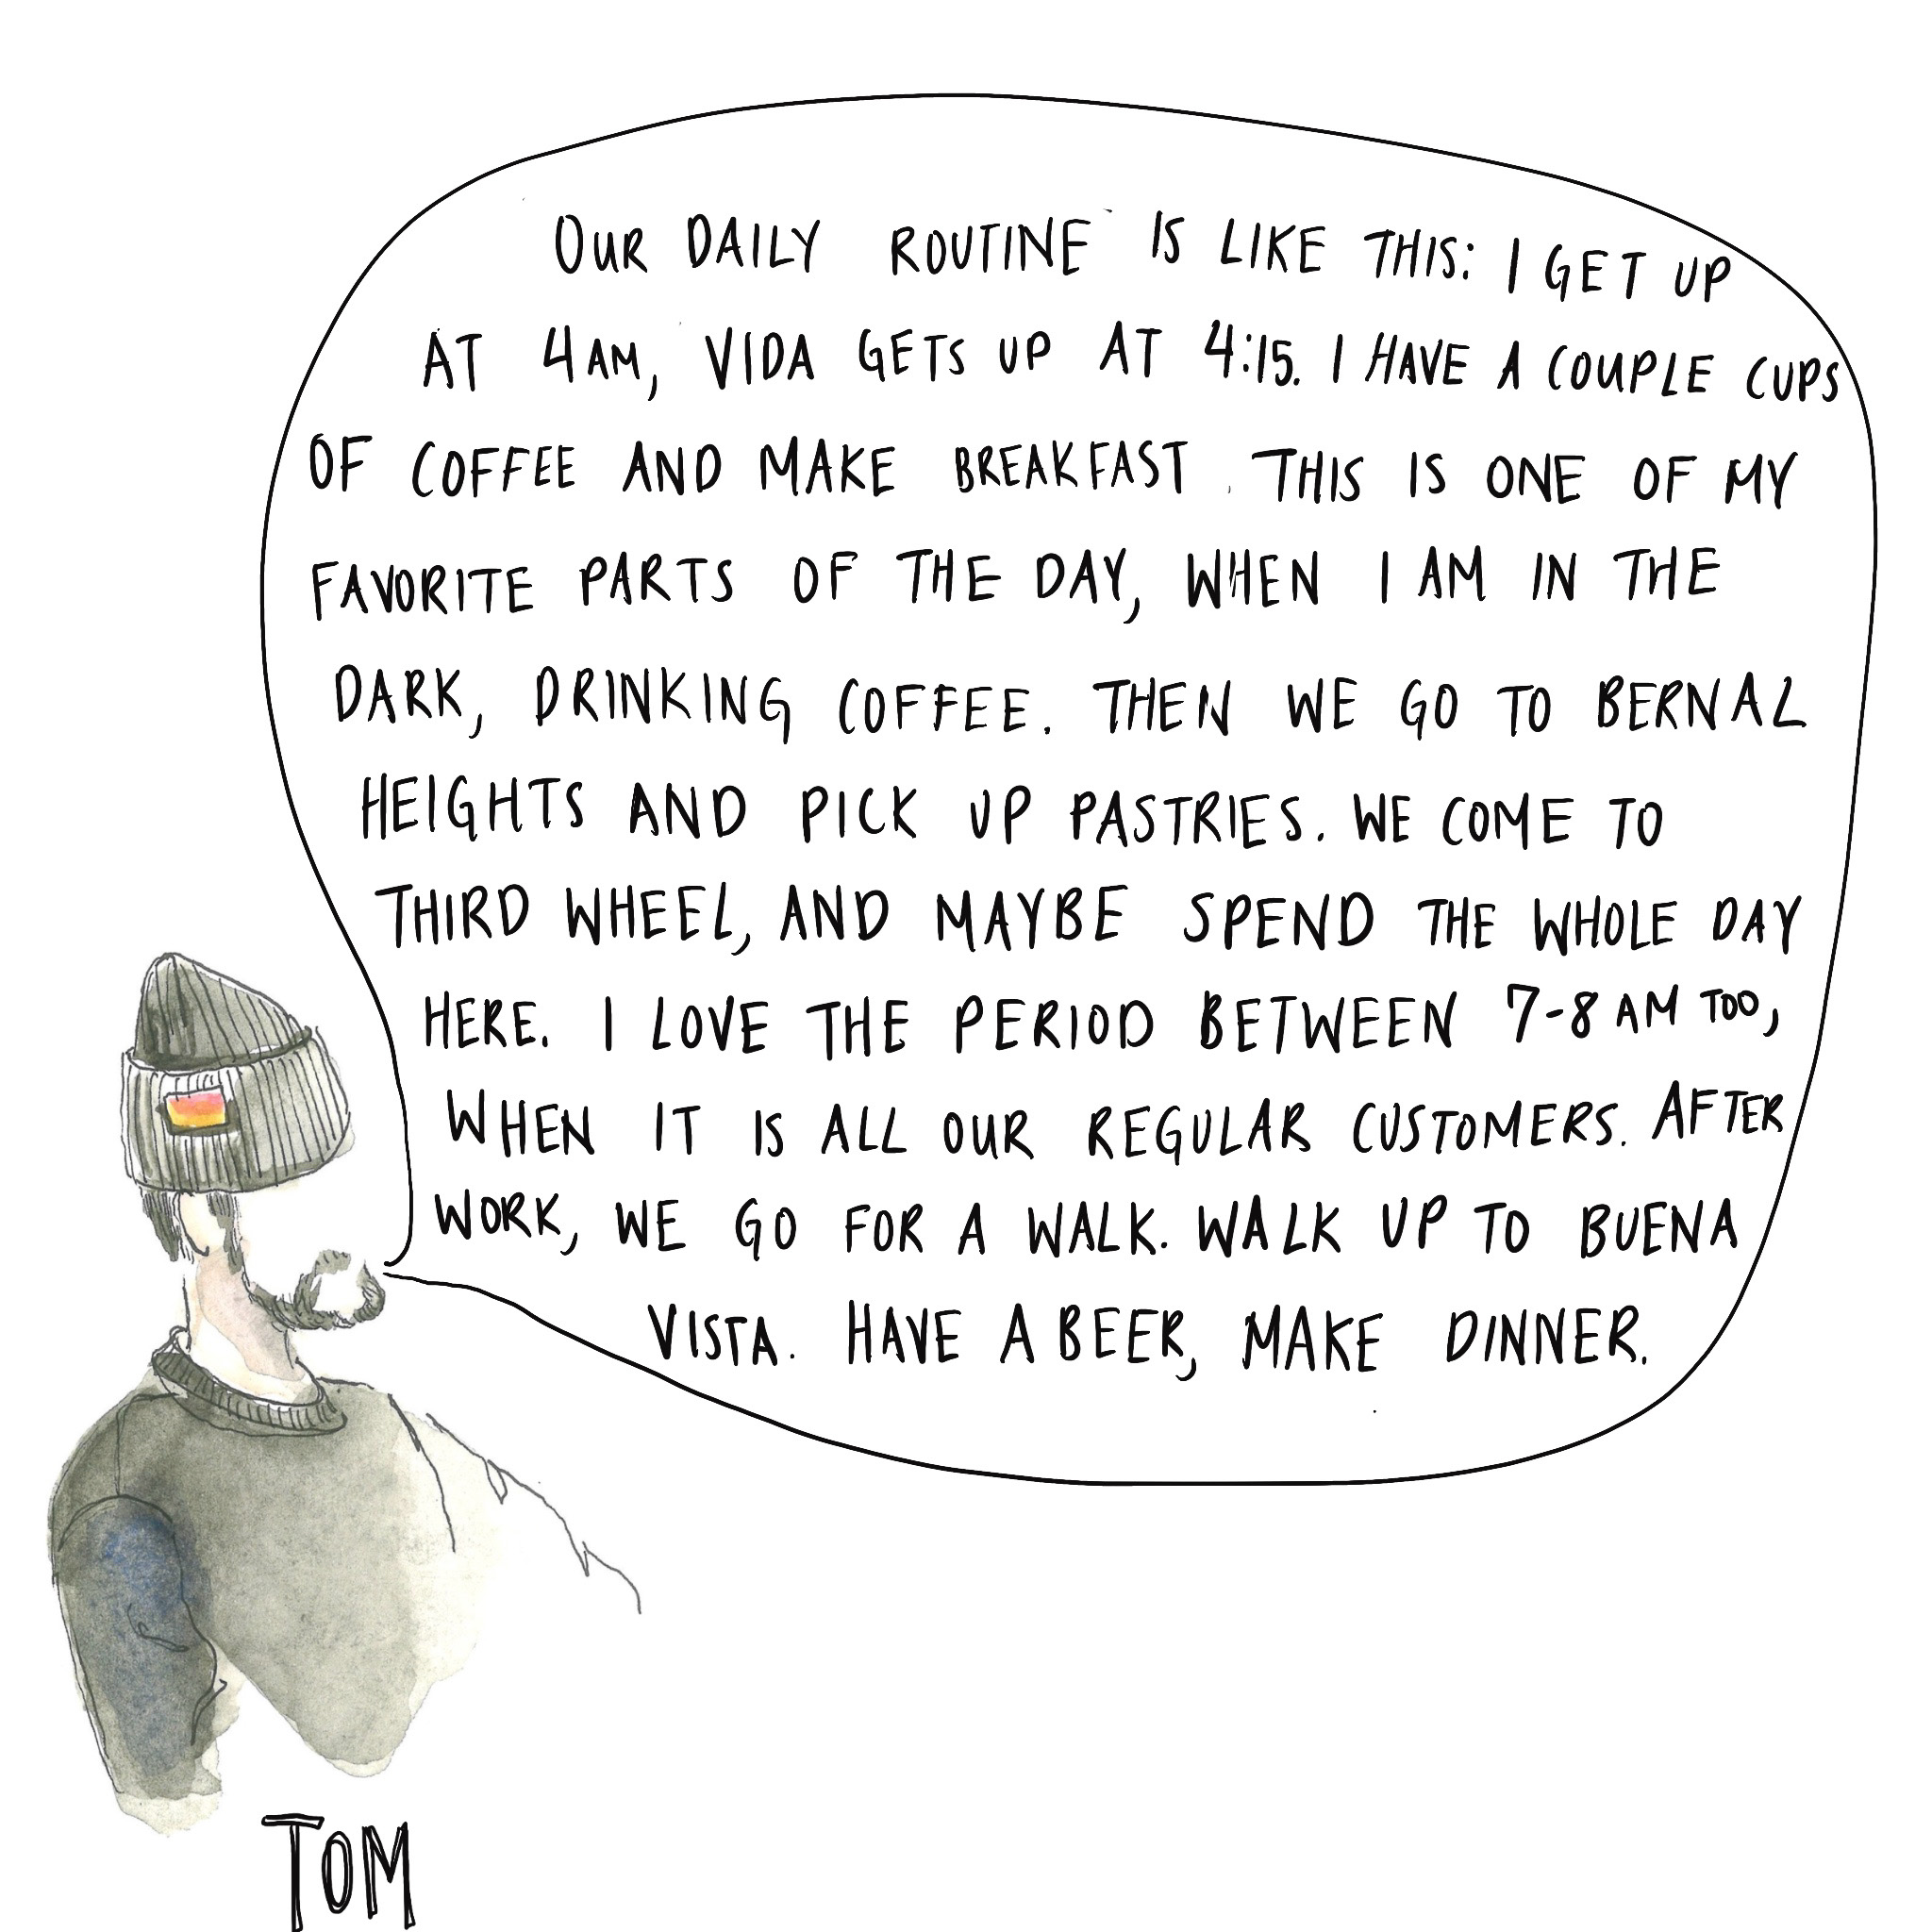 OUR DAILY ROUTINE IS LIKE THIS: I GET UP
AT 4AM, VIDA GETS UP AT 4:15. I HAVE A COUPLE CUPS
OF COFFEE AND MAKE BREAKFAST. THIS IS ONE OF MY
FAVORITE PARTS OF THE DAY, WHEN I AM IN THE
DARK, DRINKING COFFEE. THEN WE GO TO BERNAL
HEIGHTS AND PICK UP PASTRIES. WE COME TO
THIRD WHEEL, AND MAYBE SPEND THE WHOLE DAY
HERE. I LOVE THE PERIOD BETWEEN 7-8 AM TOO,
WHEN IT IS ALL OUR REGULAR CUSTOMERS. AFTER
WORK, WE GO FOR A WALK. WALK UP TO BUENA
VISTA. HAVE A BEER, MAKE DINNER.
TOM